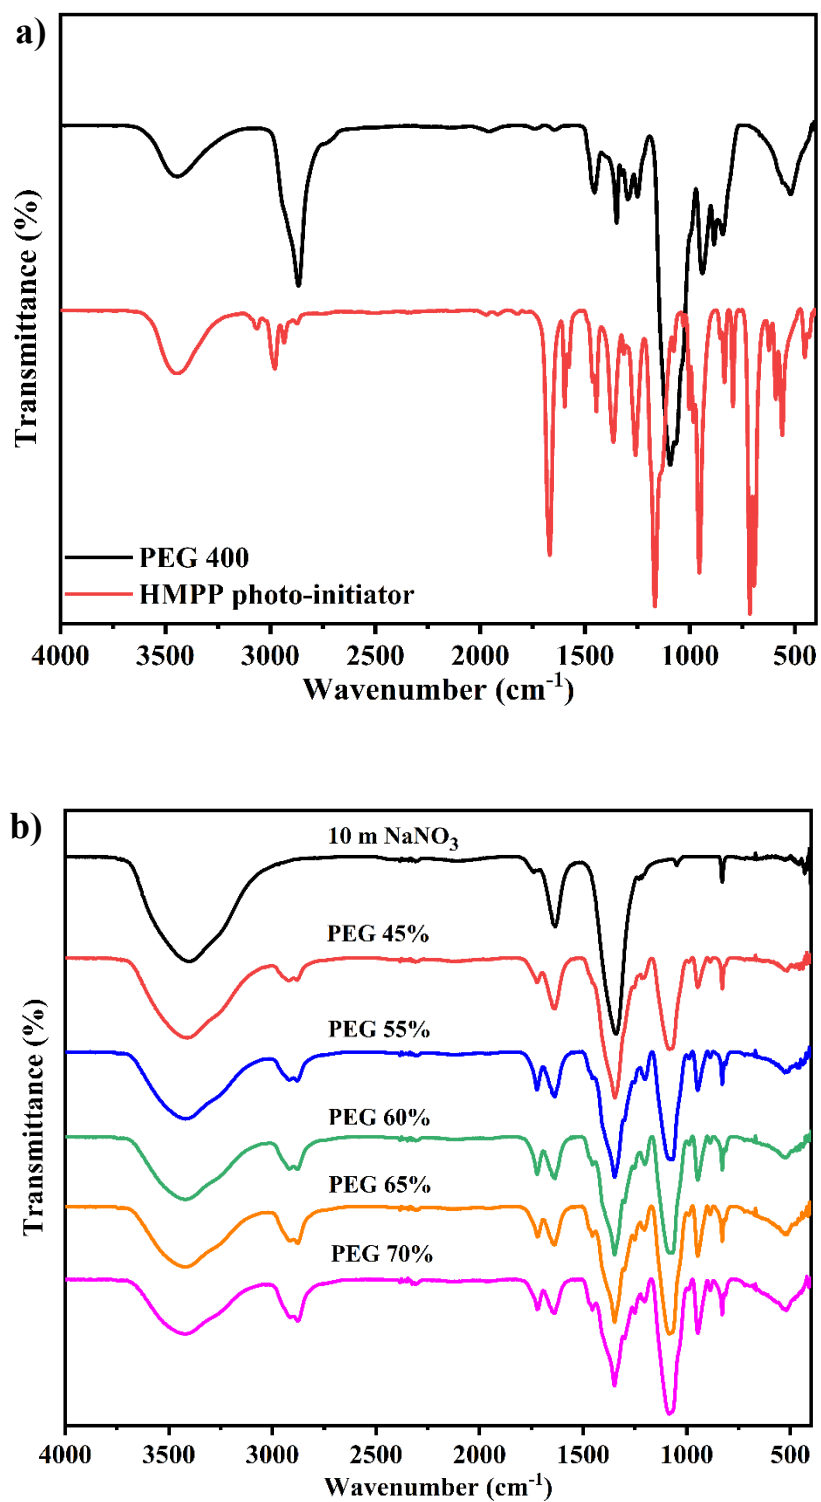 a)
Transmittance (%)
PEG 400
HMPP photo-initiator
4000 3500 3000 2500 2000 1500 1000 500
Wavenumber (cm-1)
b)
10 m NaNO3
PEG 45%
PEG 55%
PEG 60%
PEG 65%
PEG 70%
Transmittance (%)
4000 3500 3000 2500 2000 1500 1000 500
Wavenumber (cm-1)